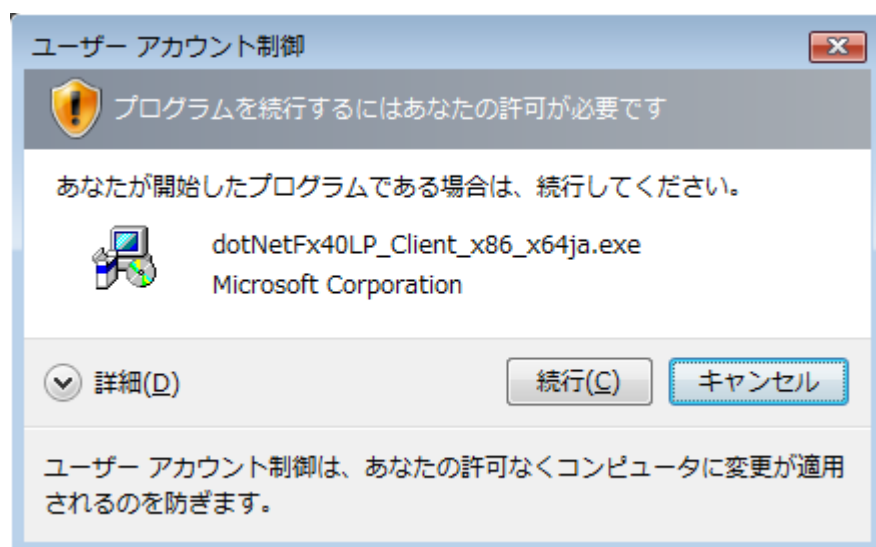 ユーザー アカウント制御
プログラムを続行するにはあなたの許可が必要です
あなたが開始したプログラムである場合は、続行してください。
dotNetFx40LP_Client_x86_x64ja.exe
Microsoft Corporation
詳細(D)
続行(C)
キャンセル
ユーザー アカウント制御は、あなたの許可なくコンピュータに変更が適用
されるのを防ぎます。